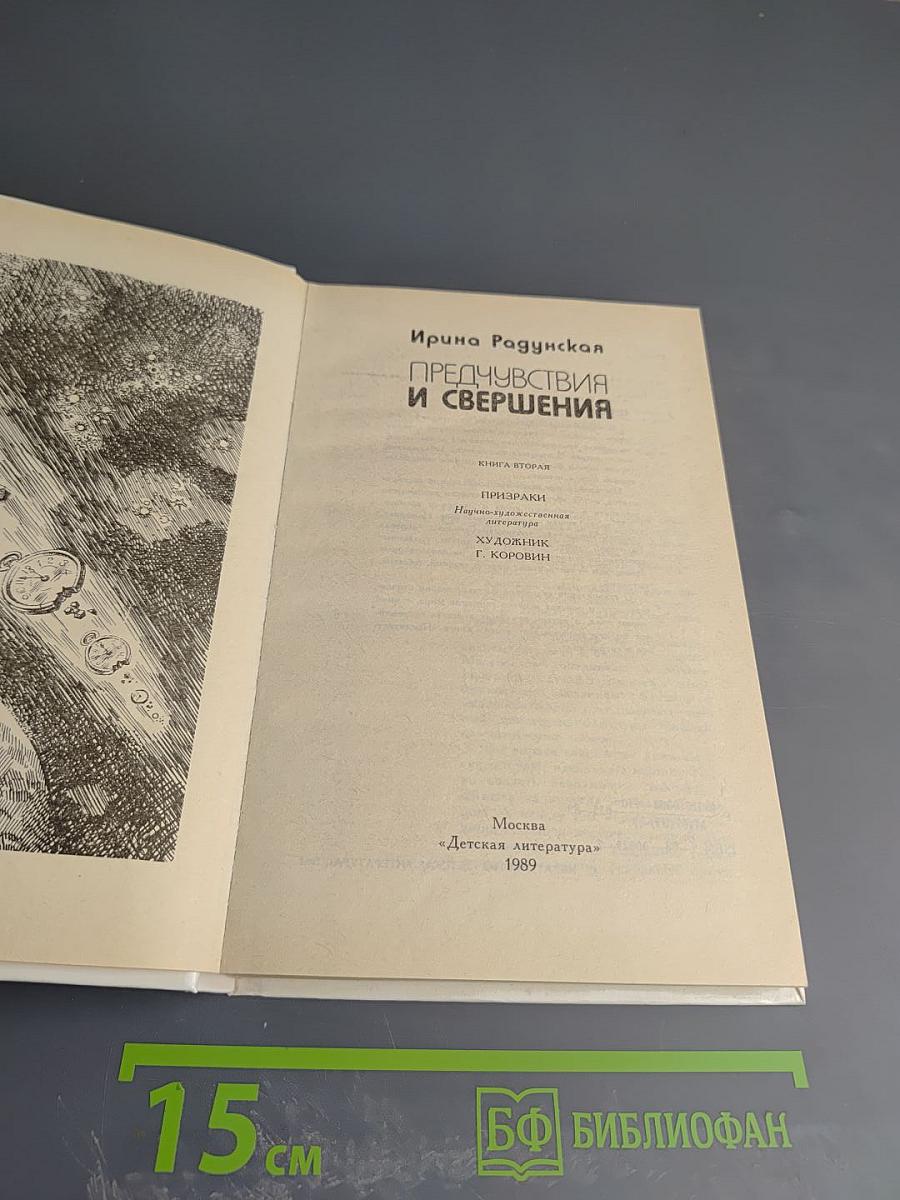 Ирина Радунская
ПРЕДЧУВСТВИЯ
И СВЕРШЕНИЯ
КНИГА ВТОРАЯ
ПРИЗРАКИ
Научно-художественная
литература
ХУДОЖНИК
Г. КОРОВИН
Москва
«Детская литература»
1989
15 см
БФ БИБЛИОФАН